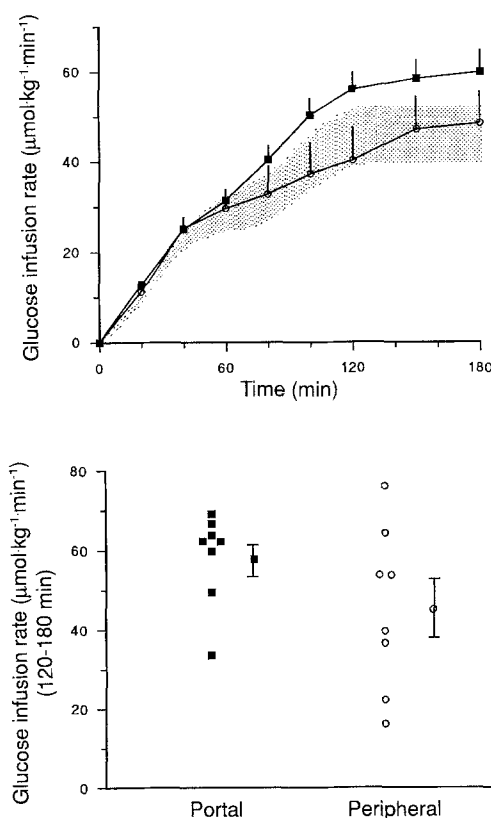 Glucose infusion rate (µmol·kg⁻¹·min⁻¹)
60
40
20
0
0
60
120
180
Time (min)
Glucose infusion rate (µmol·kg⁻¹·min⁻¹)
(120-180 min)
80
60
40
20
0
Portal
Peripheral